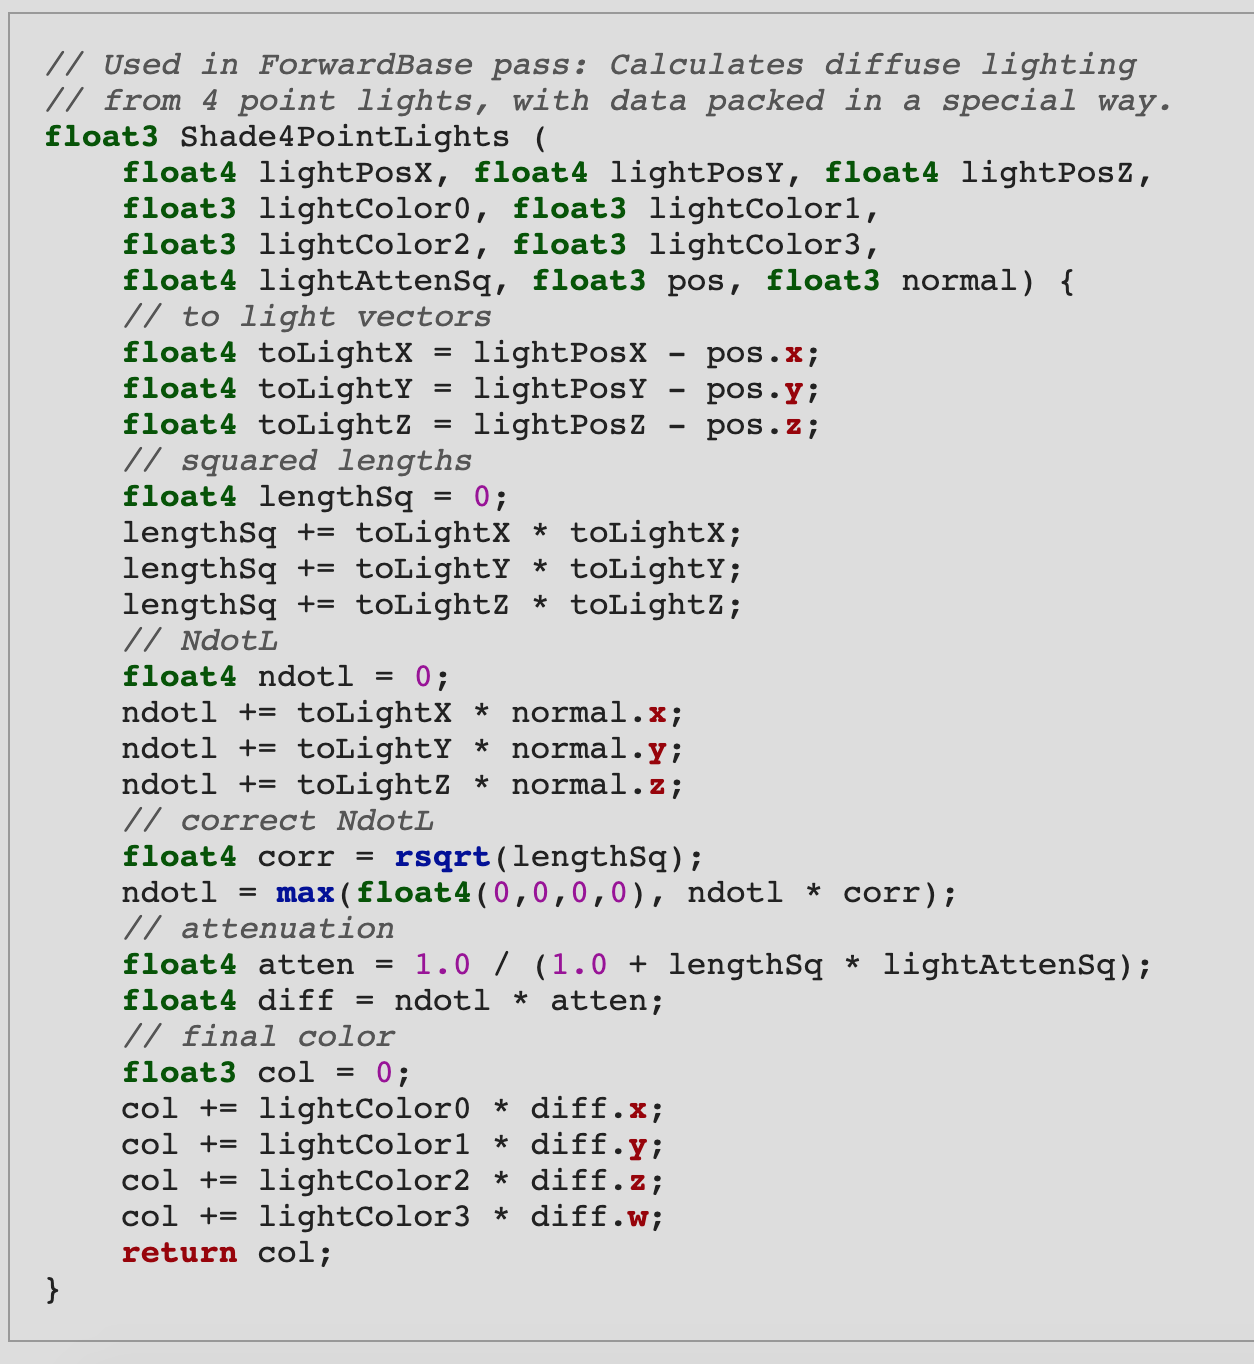 // Used in ForwardBase pass: Calculates diffuse lighting
// from 4 point lights, with data packed in a special way.
float3 Shade4PointLights (
    float4 lightPosX, float4 lightPosY, float4 lightPosZ,
    float3 lightColor0, float3 lightColor1,
    float3 lightColor2, float3 lightColor3,
    float4 lightAttenSq, float3 pos, float3 normal) {
    // to light vectors
    float4 toLightX = lightPosX - pos.x;
    float4 toLightY = lightPosY - pos.y;
    float4 toLightZ = lightPosZ - pos.z;
    // squared lengths
    float4 lengthSq = 0;
    lengthSq += toLightX * toLightX;
    lengthSq += toLightY * toLightY;
    lengthSq += toLightZ * toLightZ;
    // NdotL
    float4 ndotl = 0;
    ndotl += toLightX * normal.x;
    ndotl += toLightY * normal.y;
    ndotl += toLightZ * normal.z;
    // correct NdotL
    float4 corr = rsqrt(lengthSq);
    ndotl = max(float4(0,0,0,0), ndotl * corr);
    // attenuation
    float4 atten = 1.0 / (1.0 + lengthSq * lightAttenSq);
    float4 diff = ndotl * atten;
    // final color
    float3 col = 0;
    col += lightColor0 * diff.x;
    col += lightColor1 * diff.y;
    col += lightColor2 * diff.z;
    col += lightColor3 * diff.w;
    return col;
}